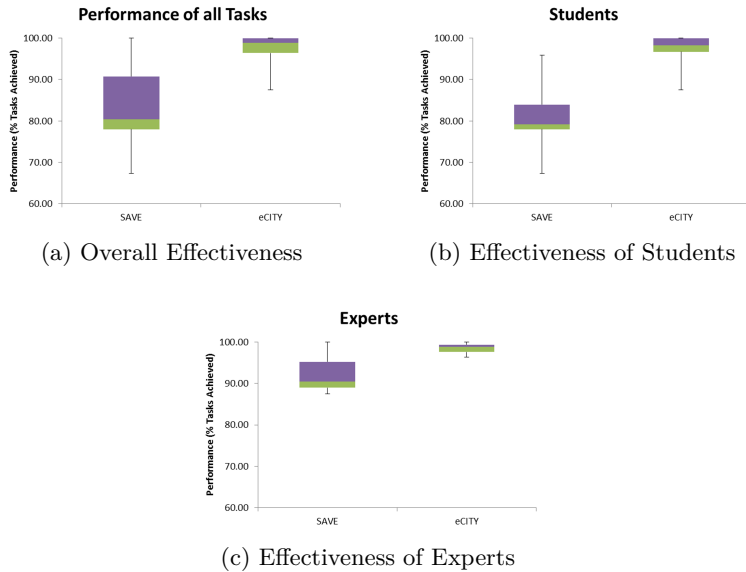 Performance of all Tasks
Performance (% Tasks Achieved)
100.00
90.00
80.00
70.00
60.00
SAVE
eCITY
(a) Overall Effectiveness
Students
Performance (% Tasks Achieved)
100.00
90.00
80.00
70.00
60.00
SAVE
eCITY
(b) Effectiveness of Students
Experts
Performance (% Tasks Achieved)
100.00
90.00
80.00
70.00
60.00
SAVE
eCITY
(c) Effectiveness of Experts